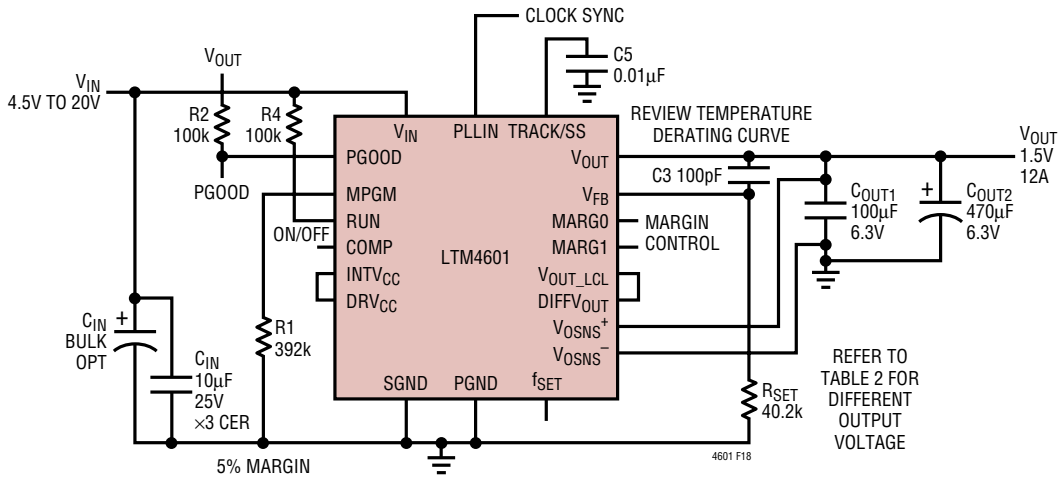 CLOCK SYNC
C5
0.01µF
VOUT
VIN
4.5V TO 20V
R2
100k
R4
100k
PGOOD
REVIEW TEMPERATURE
DERATING CURVE
VIN
PLLIN
TRACK/SS
PGOOD
MPGM
RUN
COMP
INTVCC
DRVCC
ON/OFF
LTM4601
VOUT
VFB
MARG0
MARG1
VOUT_LCL
DIFFVOUT
VOSNS+
VOSNS–
SGND
PGND
fSET
C3 100pF
MARGIN
CONTROL
VOUT
1.5V
12A
COUT1
100µF
6.3V
+
COUT2
470µF
6.3V
CIN
BULK
OPT
+
CIN
10µF
25V
×3 CER
R1
392k
RSET
40.2k
REFER TO
TABLE 2 FOR
DIFFERENT
OUTPUT
VOLTAGE
5% MARGIN
4601 F18